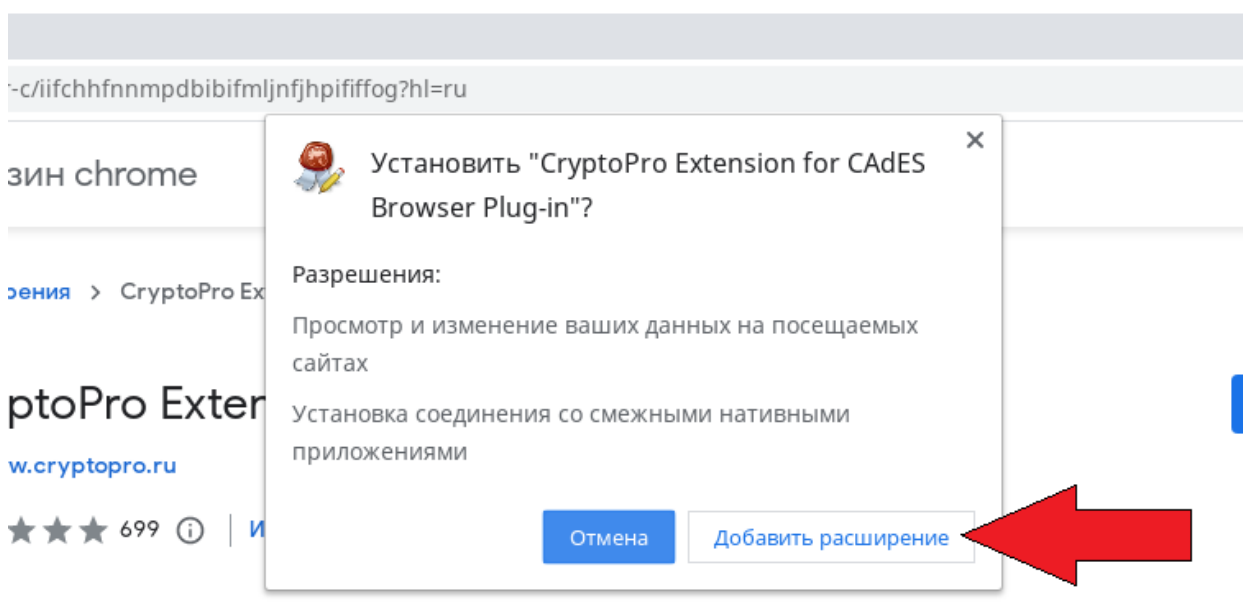 r-c/iifchhfnnmpdbibifmljnfjhpififfog?hl=ru
зин chrome
Установить "CryptoPro Extension for CAdES
Browser Plug-in"?
Разрешения:
рения > CryptoPro Ex
Просмотр и изменение ваших данных на посещаемых
сайтах
ptoPro Exter
Установка соединения со смежными нативными
приложениями
w.cryptopro.ru
699
И
Отмена
Добавить расширение